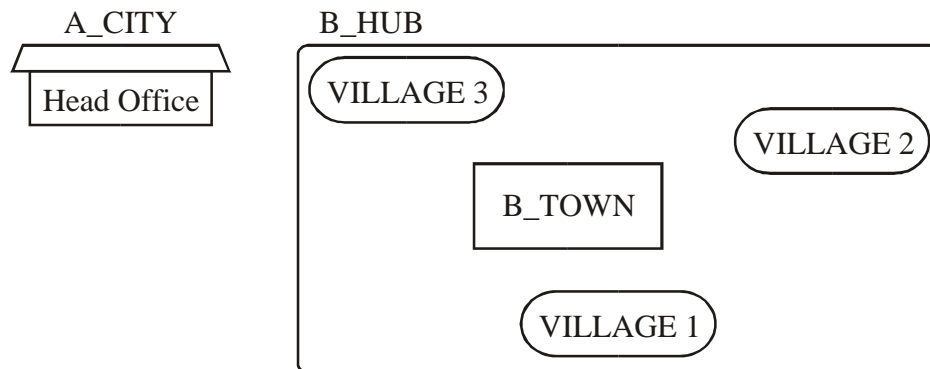 A_CITY
B_HUB
Head Office
VILLAGE 3
VILLAGE 2
B_TOWN
VILLAGE 1